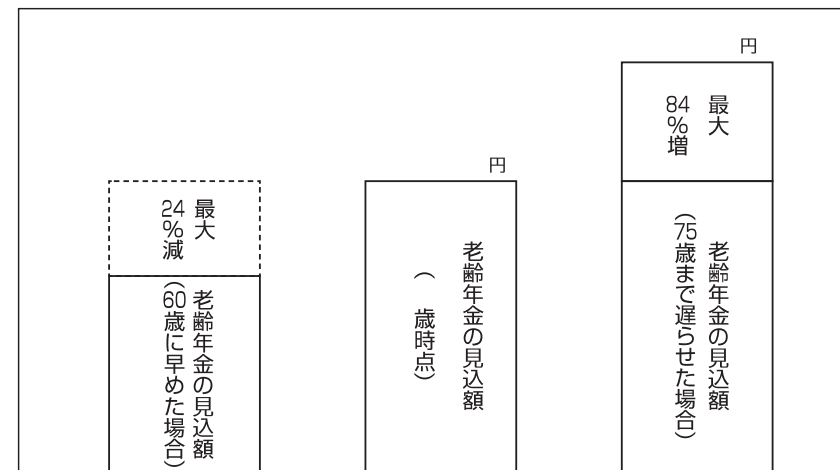 最大
24%減
老齢年金の見込額
(60歳に早めた場合)
円
老齢年金の見込額
(　歳時点)
円
最大
84%増
老齢年金の見込額
(75歳まで遅らせた場合)